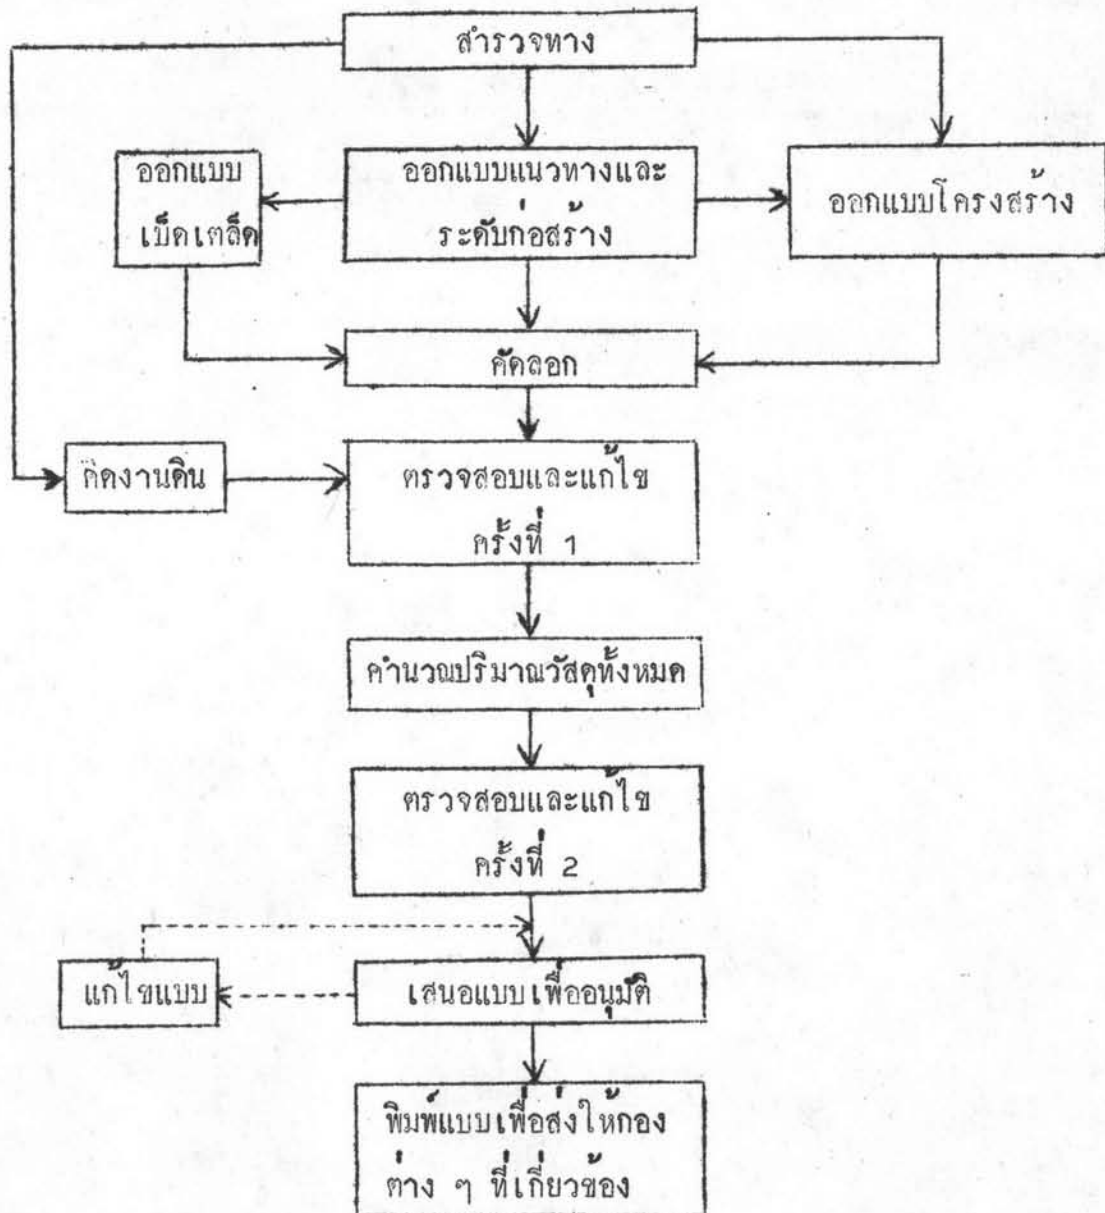 สำรวจทาง
ออกแบบ
เบ็ดเตล็ด
ออกแบบแนวทางและ
ระดับก่อสร้าง
ออกแบบโครงสร้าง
คัดลอก
คิดงานดิน
ตรวจสอบและแก้ไข
ครั้งที่ 1
คำนวณปริมาณวัสดุทั้งหมด
ตรวจสอบและแก้ไข
ครั้งที่ 2
แก้ไขแบบ
เสนอแบบเพื่ออนุมัติ
พิมพ์แบบเพื่อส่งให้กอง
ต่าง ๆ ที่เกี่ยวข้อง